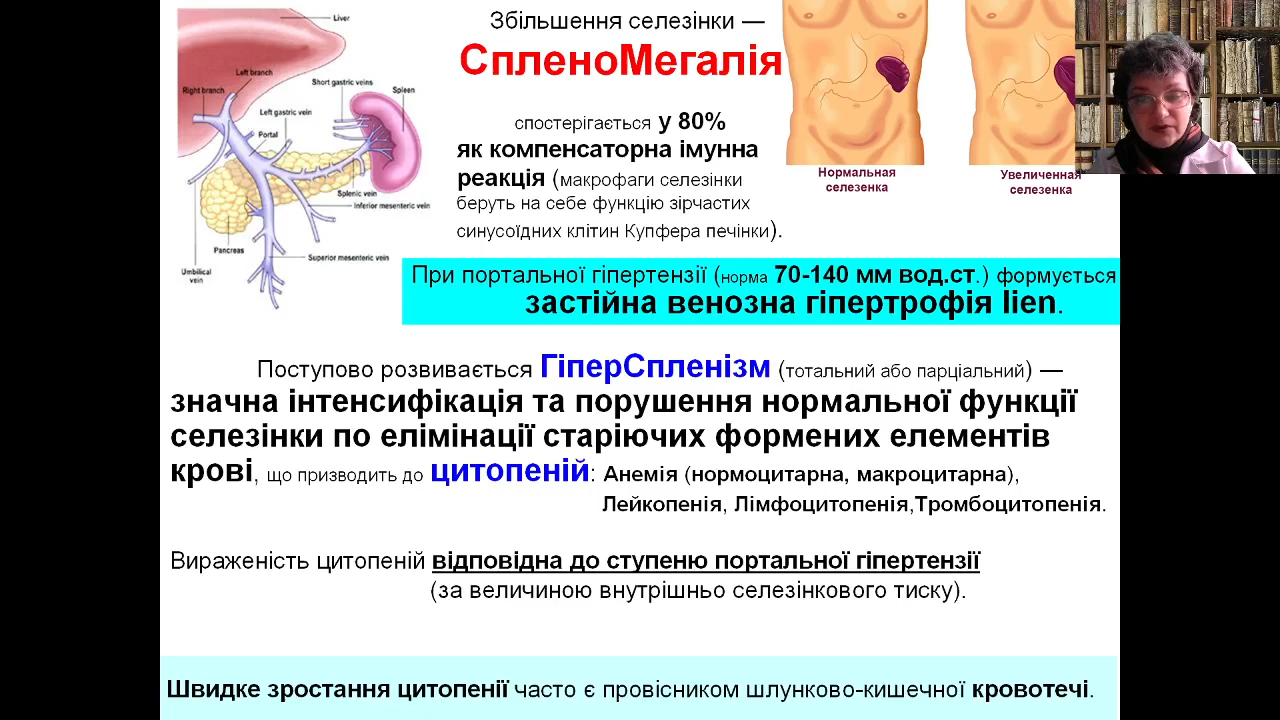 Liver
Left branch
Right branch
Short gastric veins
Spleen
Left gastric vein
Portal
Splenic vein
Inferior mesenteric vein
Pancreas
Superior mesenteric vein
Umbilical
vein
Збільшення селезінки —
СпленоМегалія
спостерігається у 80%
як компенсаторна імунна
реакція (макрофаги селезінки
беруть на себе функцію зірчастих
синусоїдних клітин Купфера печінки).
Нормальная
селезенка
Увеличенная
селезенка
При портальної гіпертензії (норма 70-140 мм вод.ст.) формується
застійна венозна гіпертрофія lien.
Поступово розвивається ГіперСпленізм (тотальний або парціальний) —
значна інтенсифікація та порушення нормальної функції
селезінки по елімінації старіючих формених елементів
крові, що призводить до цитопеній: Анемія (нормоцитарна, макроцитарна),
Лейкопенія, Лімфоцитопенія,Тромбоцитопенія.
Вираженість цитопеній відповідна до ступеню портальної гіпертензії
(за величиною внутрішньо селезінкового тиску).
Швидке зростання цитопенії часто є провісником шлунково-кишечної кровотечі.